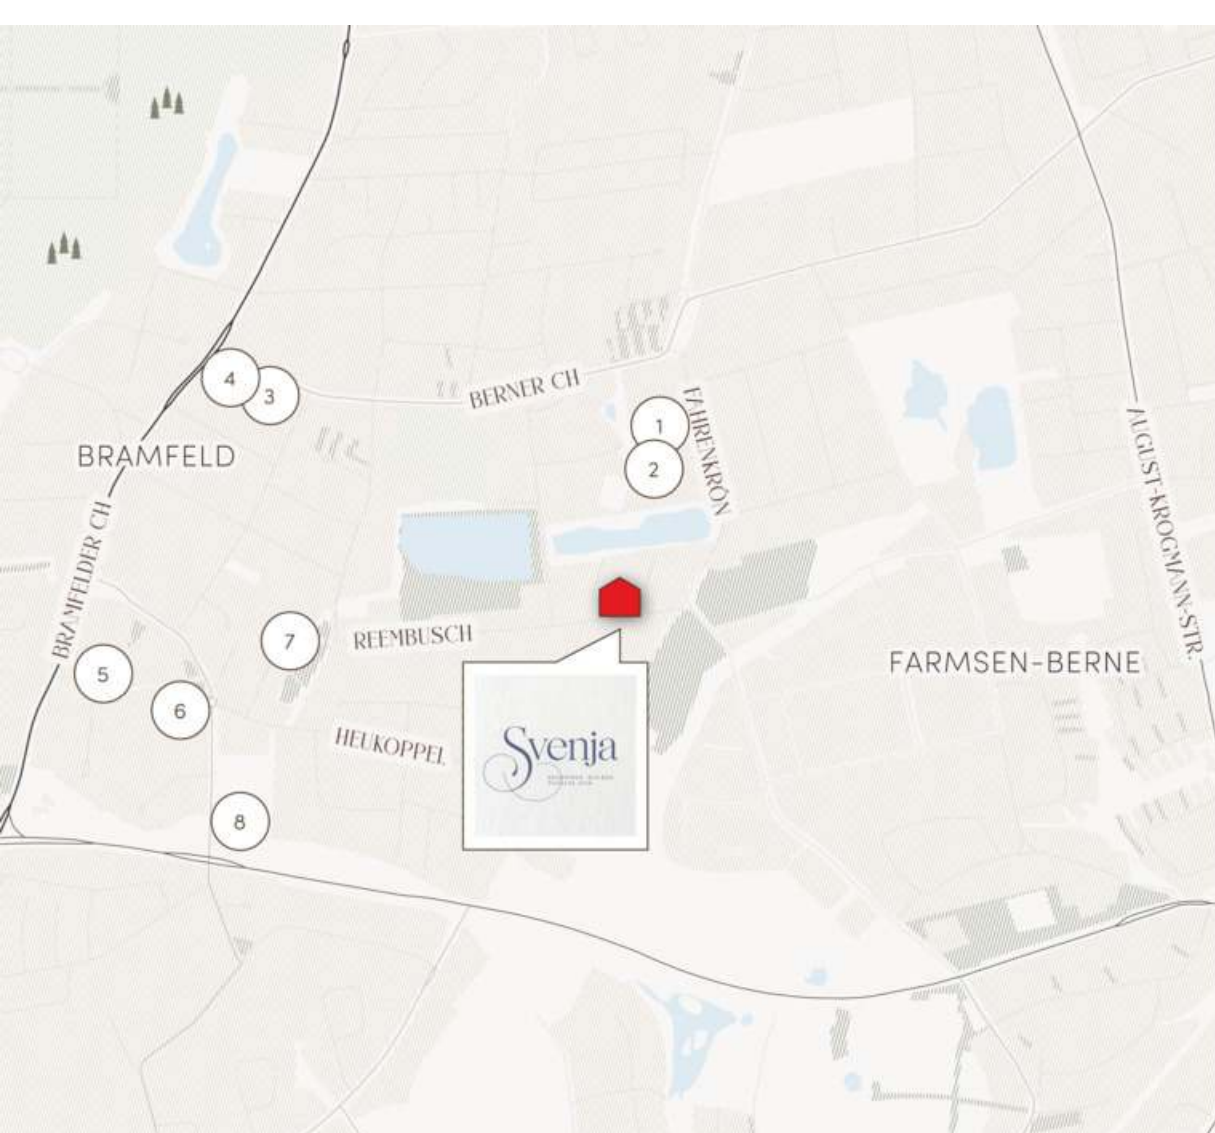 4
3
BERNER CH
FAHRENKRÖN
1
2
AUGUST-KROGMANN-STR.
BRAMFELD
BRAMFELDER CH
7
REEMBUSCH
5
6
FARMSEN-BERNE
HEUKOPPEL
Svenja
8